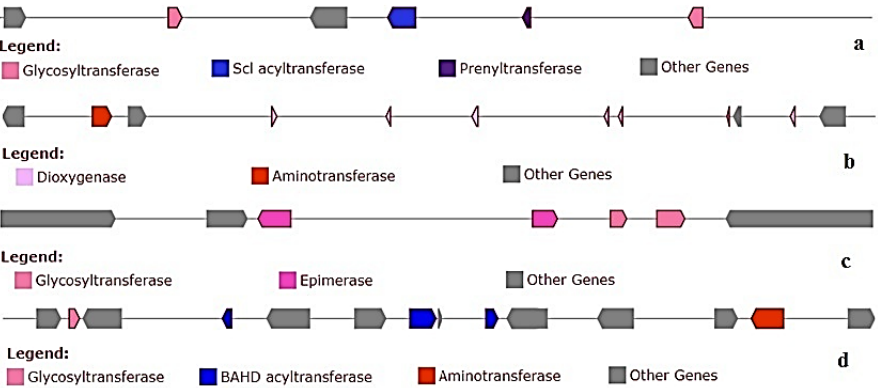 a
Legend:
Glycosyltransferase Scl acyltransferase Prenyltransferase Other Genes
b
Legend:
Dioxygenase Aminotransferase Other Genes
c
Legend:
Glycosyltransferase Epimerase Other Genes
d
Legend:
Glycosyltransferase BAHD acyltransferase Aminotransferase Other Genes